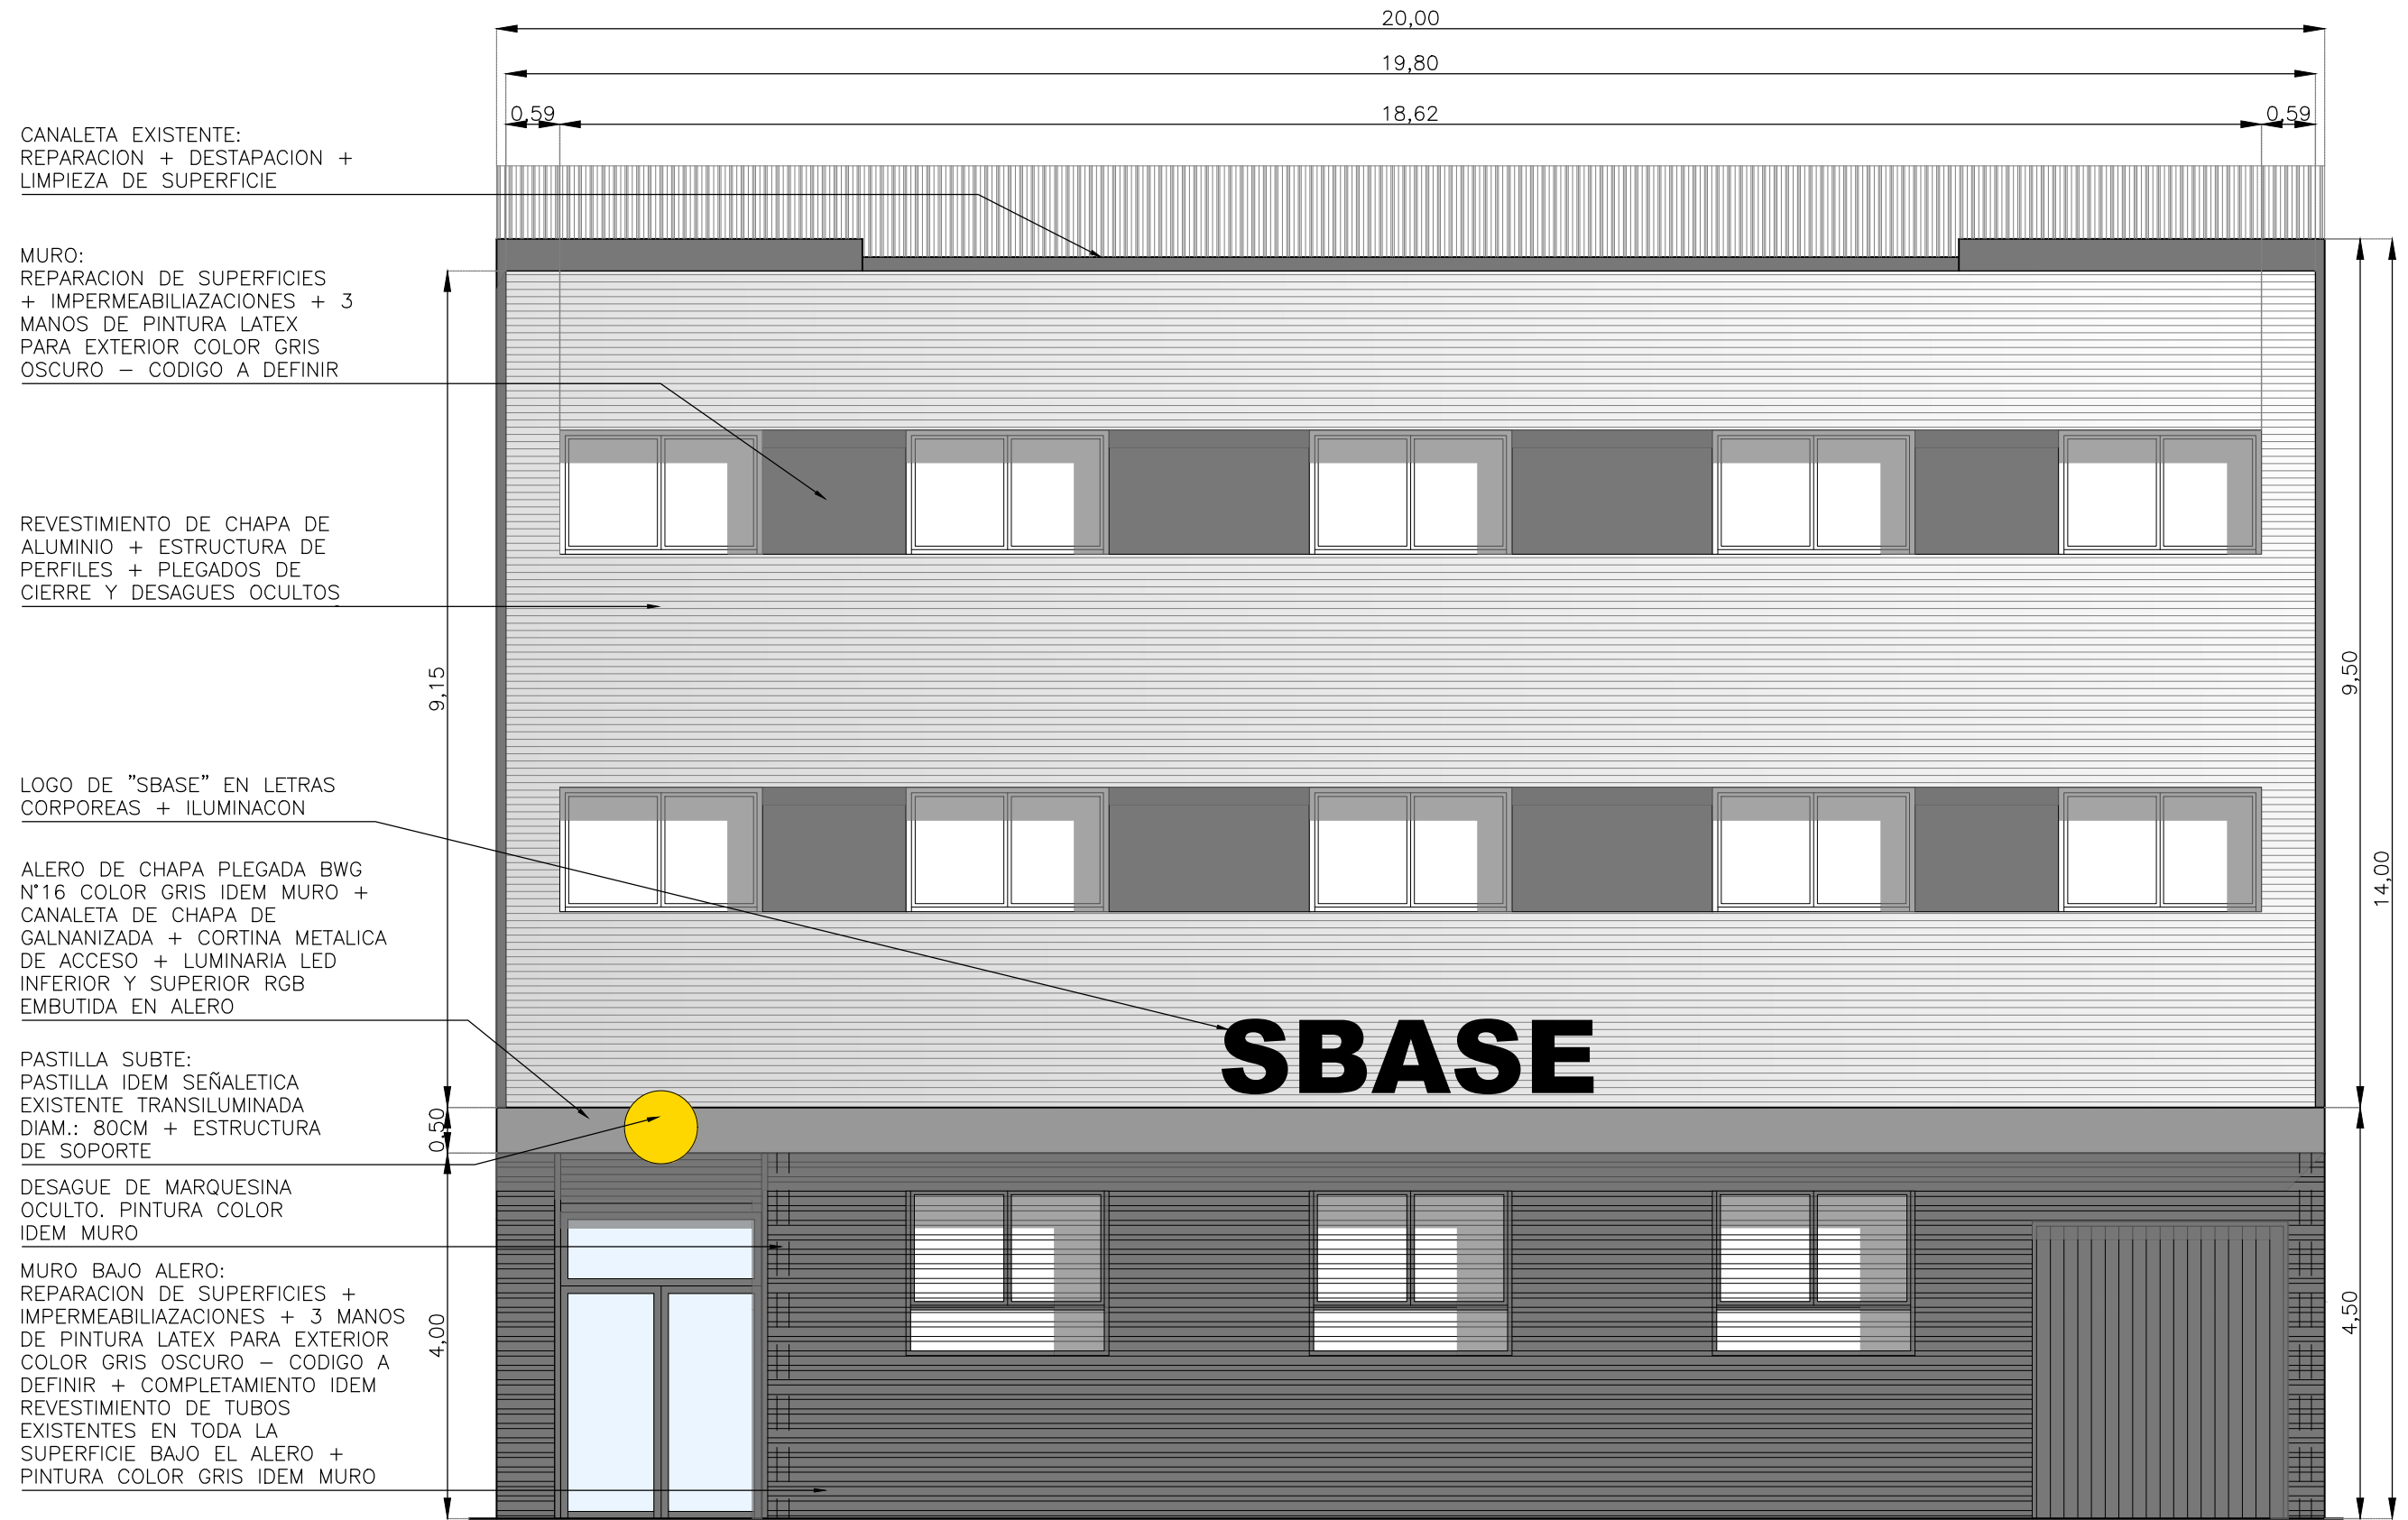 20,00
19,80
0,59
18,62
0,59
CANALETA EXISTENTE:
REPARACION + DESTAPACION +
LIMPIEZA DE SUPERFICIE
MURO:
REPARACION DE SUPERFICIES
+ IMPERMEABILIAZACIONES + 3
MANOS DE PINTURA LATEX
PARA EXTERIOR COLOR GRIS
OSCURO – CODIGO A DEFINIR
REVESTIMIENTO DE CHAPA DE
ALUMINIO + ESTRUCTURA DE
PERFILES + PLEGADOS DE
CIERRE Y DESAGUES OCULTOS
9,15
9,50
LOGO DE "SBASE" EN LETRAS
CORPOREAS + ILUMINACON
14,00
ALERO DE CHAPA PLEGADA BWG
N°16 COLOR GRIS IDEM MURO +
CANALETA DE CHAPA DE
GALNANIZADA + CORTINA METALICA
DE ACCESO + LUMINARIA LED
INFERIOR Y SUPERIOR RGB
EMBUTIDA EN ALERO
SBASE
PASTILLA SUBTE:
PASTILLA IDEM SEÑALETICA
EXISTENTE TRANSILUMINADA
DIAM.: 80CM + ESTRUCTURA
DE SOPORTE
0,50
DESAGUE DE MARQUESINA
OCULTO. PINTURA COLOR
IDEM MURO
MURO BAJO ALERO:
REPARACION DE SUPERFICIES +
IMPERMEABILIAZACIONES + 3 MANOS
DE PINTURA LATEX PARA EXTERIOR
COLOR GRIS OSCURO – CODIGO A
DEFINIR + COMPLETAMIENTO IDEM
REVESTIMIENTO DE TUBOS
EXISTENTES EN TODA LA
SUPERFICIE BAJO EL ALERO +
PINTURA COLOR GRIS IDEM MURO
4,00
4,50